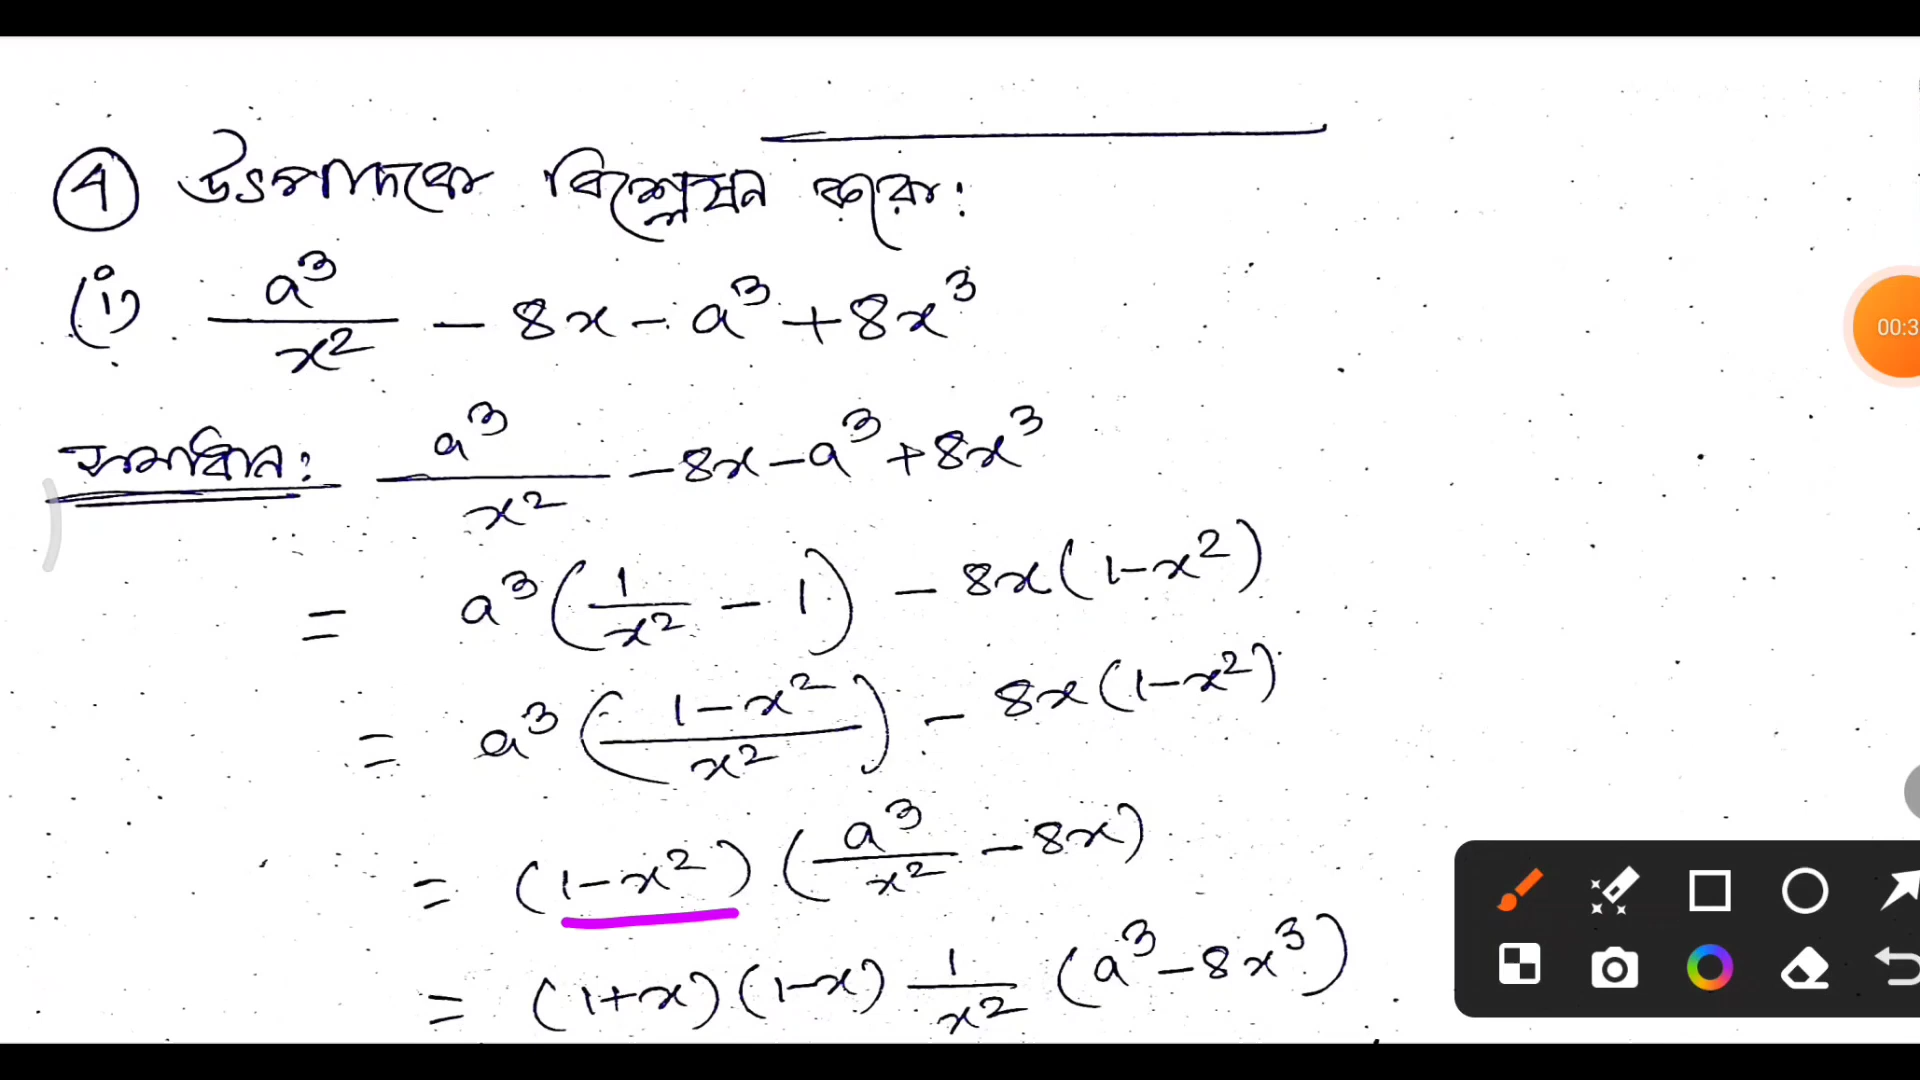 ④ উৎপাদকে বিশ্লেষন করো:
(i) a³/x² - 8x - a³ + 8x³
সমাধান: a³/x² - 8x - a³ + 8x³
= a³(1/x² - 1) - 8x(1-x²)
= a³((1-x²)/x²) - 8x(1-x²)
= (1-x²)(a³/x² - 8x)
= (1+x)(1-x) 1/x² (a³-8x³)
00:3